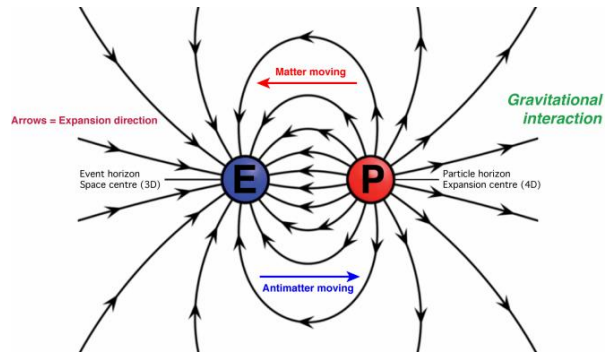 Matter moving
Gravitational
interaction
Arrows = Expansion direction
Event horizon
Space centre (3D)
E
P
Particle horizon
Expansion centre (4D)
Antimatter moving